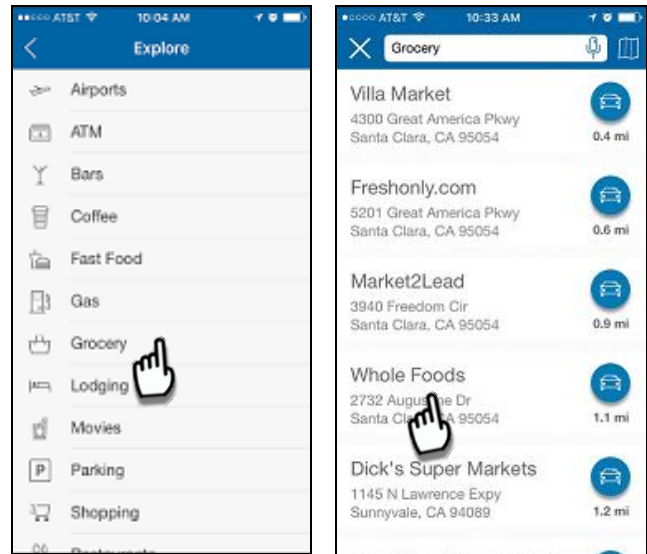 AT&T 10:04 AM
Explore
Airports
ATM
Bars
Coffee
Fast Food
Gas
Grocery
Lodging
Movies
Parking
P
Shopping
Restaurants
AT&T 10:33 AM
Grocery
Villa Market
4300 Great America Pkwy
Santa Clara, CA 95054
0.4 mi
Freshonly.com
5201 Great America Pkwy
Santa Clara, CA 95054
0.6 mi
Market2Lead
3940 Freedom Cir
Santa Clara, CA 95054
0.9 mi
Whole Foods
2732 Augustine Dr
Santa Clara, CA 95054
1.1 mi
Dick's Super Markets
1145 N Lawrence Expy
Sunnyvale, CA 94089
1.2 mi